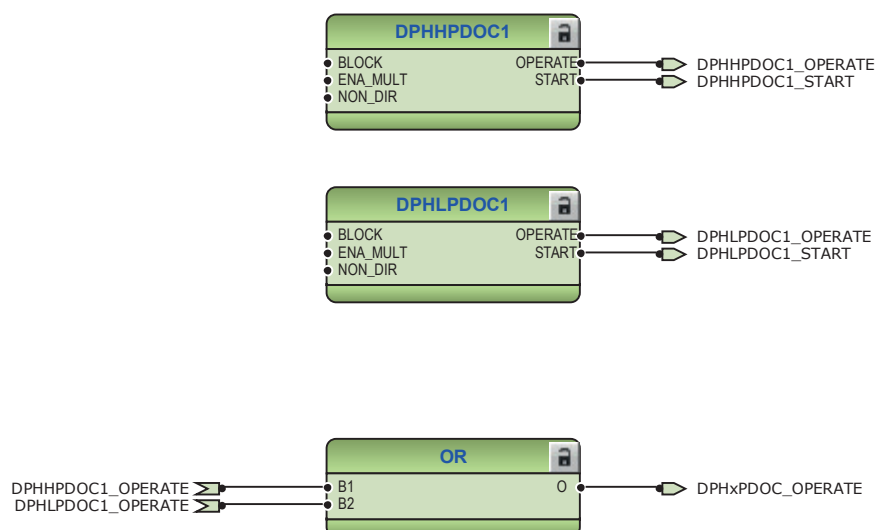 DPHHPDOC1
BLOCK OPERATE DPHHPDOC1_OPERATE
ENA_MULT START DPHHPDOC1_START
NON_DIR
DPHLPDOC1
BLOCK OPERATE DPHLPDOC1_OPERATE
ENA_MULT START DPHLPDOC1_START
NON_DIR
OR
DPHHPDOC1_OPERATE B1 O DPHxPDOC_OPERATE
DPHLPDOC1_OPERATE B2